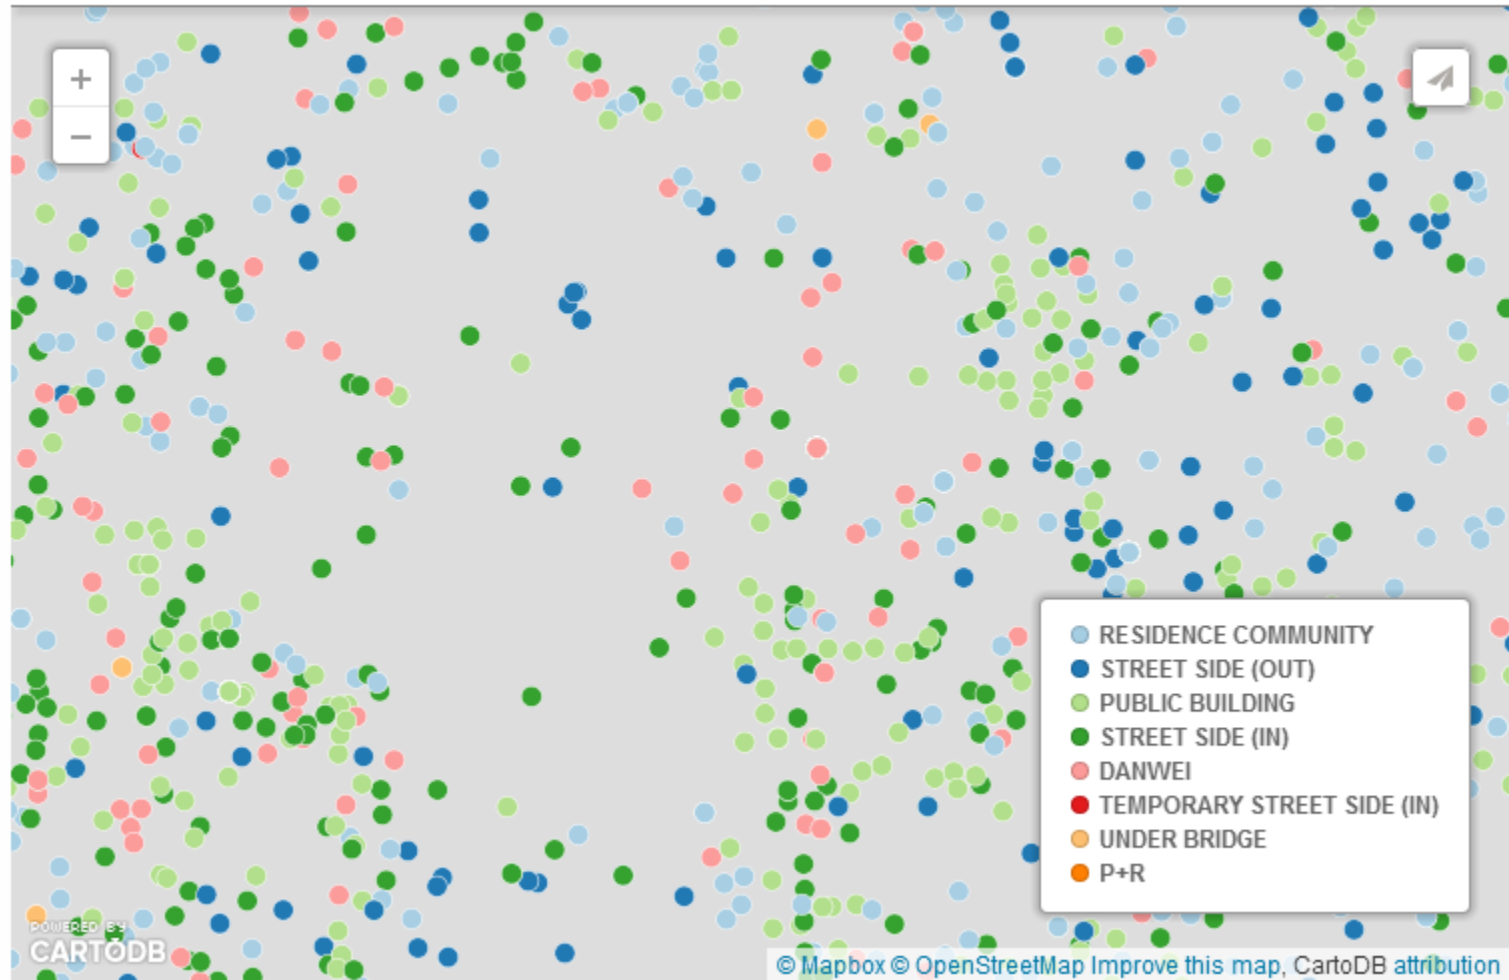 +
−
RESIDENCE COMMUNITY
STREET SIDE (OUT)
PUBLIC BUILDING
STREET SIDE (IN)
DANWEI
TEMPORARY STREET SIDE (IN)
UNDER BRIDGE
P+R
POWERED BY
CARTODB
© Mapbox © OpenStreetMap Improve this map, CartoDB attribution